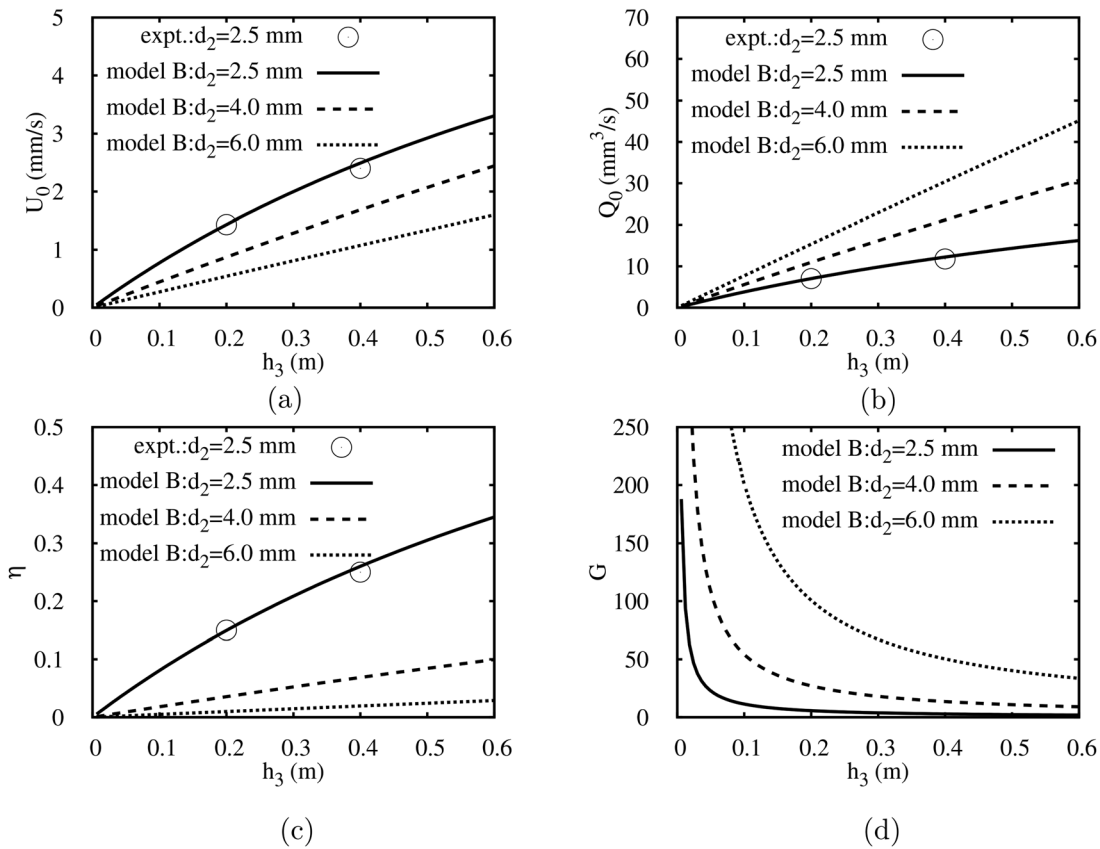 expt.:d2=2.5 mm
model B:d2=2.5 mm
model B:d2=4.0 mm
model B:d2=6.0 mm
U0 (mm/s)
5
4
3
2
1
0
0 0.1 0.2 0.3 0.4 0.5 0.6
h3 (m)
(a)
expt.:d2=2.5 mm
model B:d2=2.5 mm
model B:d2=4.0 mm
model B:d2=6.0 mm
Q0 (mm3/s)
70
60
50
40
30
20
10
0
0 0.1 0.2 0.3 0.4 0.5 0.6
h3 (m)
(b)
expt.:d2=2.5 mm
model B:d2=2.5 mm
model B:d2=4.0 mm
model B:d2=6.0 mm
η
0.5
0.4
0.3
0.2
0.1
0
0 0.1 0.2 0.3 0.4 0.5 0.6
h3 (m)
(c)
model B:d2=2.5 mm
model B:d2=4.0 mm
model B:d2=6.0 mm
G
250
200
150
100
50
0
0 0.1 0.2 0.3 0.4 0.5 0.6
h3 (m)
(d)